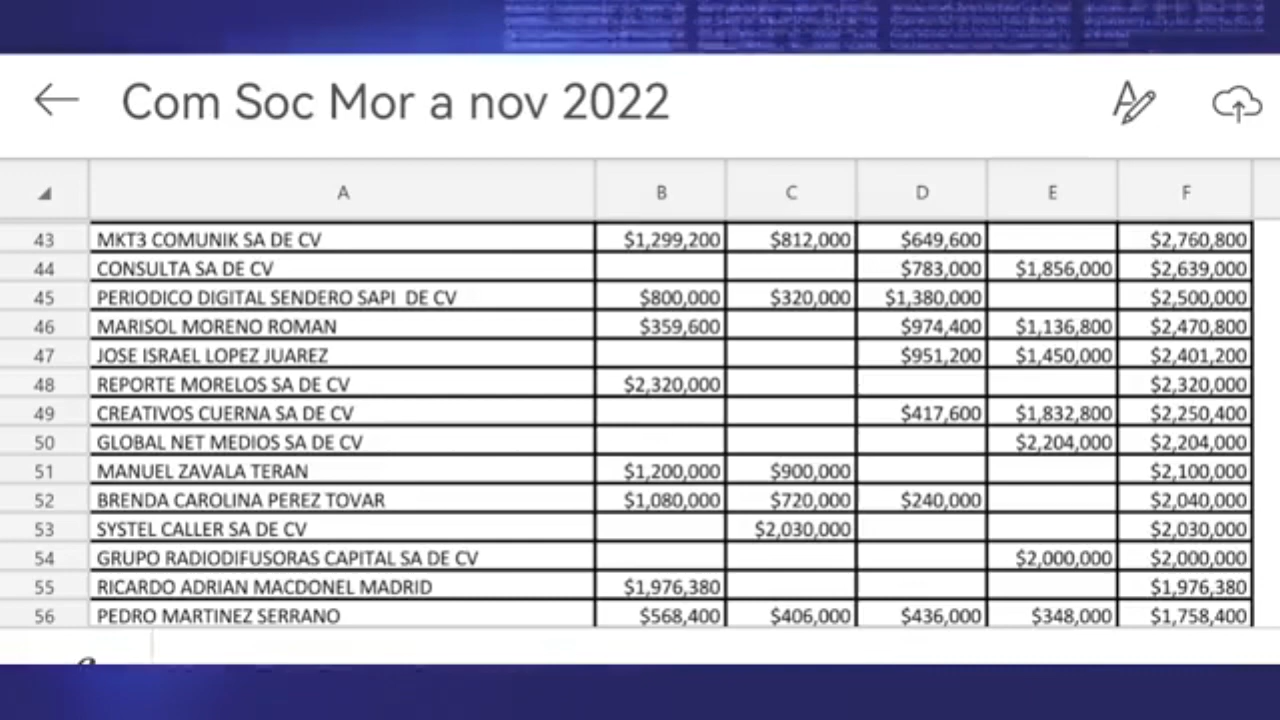 Com Soc Mor a nov 2022
A B C D E F
43 MKT3 COMUNIK SA DE CV $1,299,200 $812,000 $649,600 $2,760,800
44 CONSULTA SA DE CV $783,000 $1,856,000 $2,639,000
45 PERIODICO DIGITAL SENDERO SAPI DE CV $800,000 $320,000 $1,380,000 $2,500,000
46 MARISOL MORENO ROMAN $359,600 $974,400 $1,136,800 $2,470,800
47 JOSE ISRAEL LOPEZ JUAREZ $951,200 $1,450,000 $2,401,200
48 REPORTE MORELOS SA DE CV $2,320,000 $2,320,000
49 CREATIVOS CUERNA SA DE CV $417,600 $1,832,800 $2,250,400
50 GLOBAL NET MEDIOS SA DE CV $2,204,000 $2,204,000
51 MANUEL ZAVALA TERAN $1,200,000 $900,000 $2,100,000
52 BRENDA CAROLINA PEREZ TOVAR $1,080,000 $720,000 $240,000 $2,040,000
53 SYSTEL CALLER SA DE CV $2,030,000 $2,030,000
54 GRUPO RADIODIFUSORAS CAPITAL SA DE CV $2,000,000 $2,000,000
55 RICARDO ADRIAN MACDONEL MADRID $1,976,380 $1,976,380
56 PEDRO MARTINEZ SERRANO $568,400 $406,000 $436,000 $348,000 $1,758,400